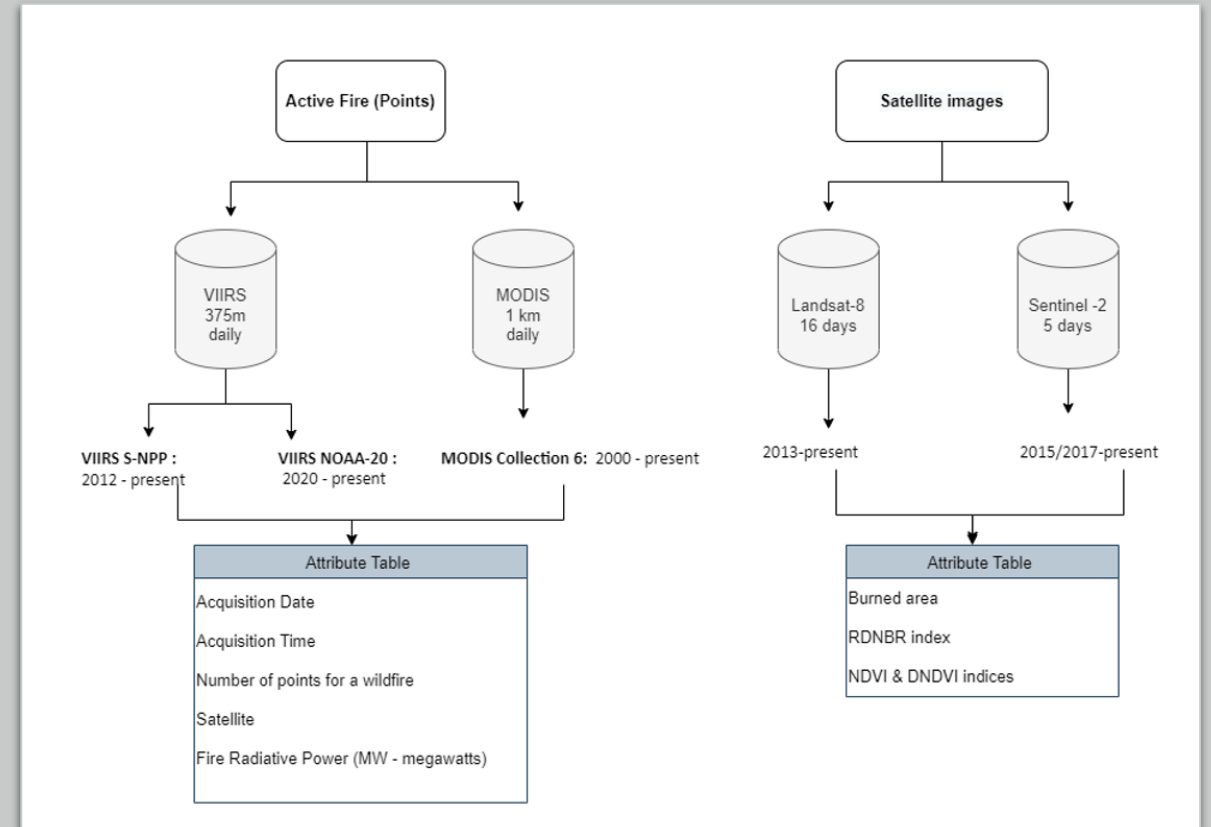 Active Fire (Points)
Satellite images
VIIRS
375m
daily
MODIS
1 km
daily
Landsat-8
16 days
Sentinel -2
5 days
VIIRS S-NPP :
2012 - present
VIIRS NOAA-20 :
2020 - present
MODIS Collection 6: 2000 - present
2013-present
2015/2017-present
Attribute Table
Acquisition Date
Acquisition Time
Number of points for a wildfire
Satellite
Fire Radiative Power (MW - megawatts)
Attribute Table
Burned area
RDNBR index
NDVI & DNDVI indices